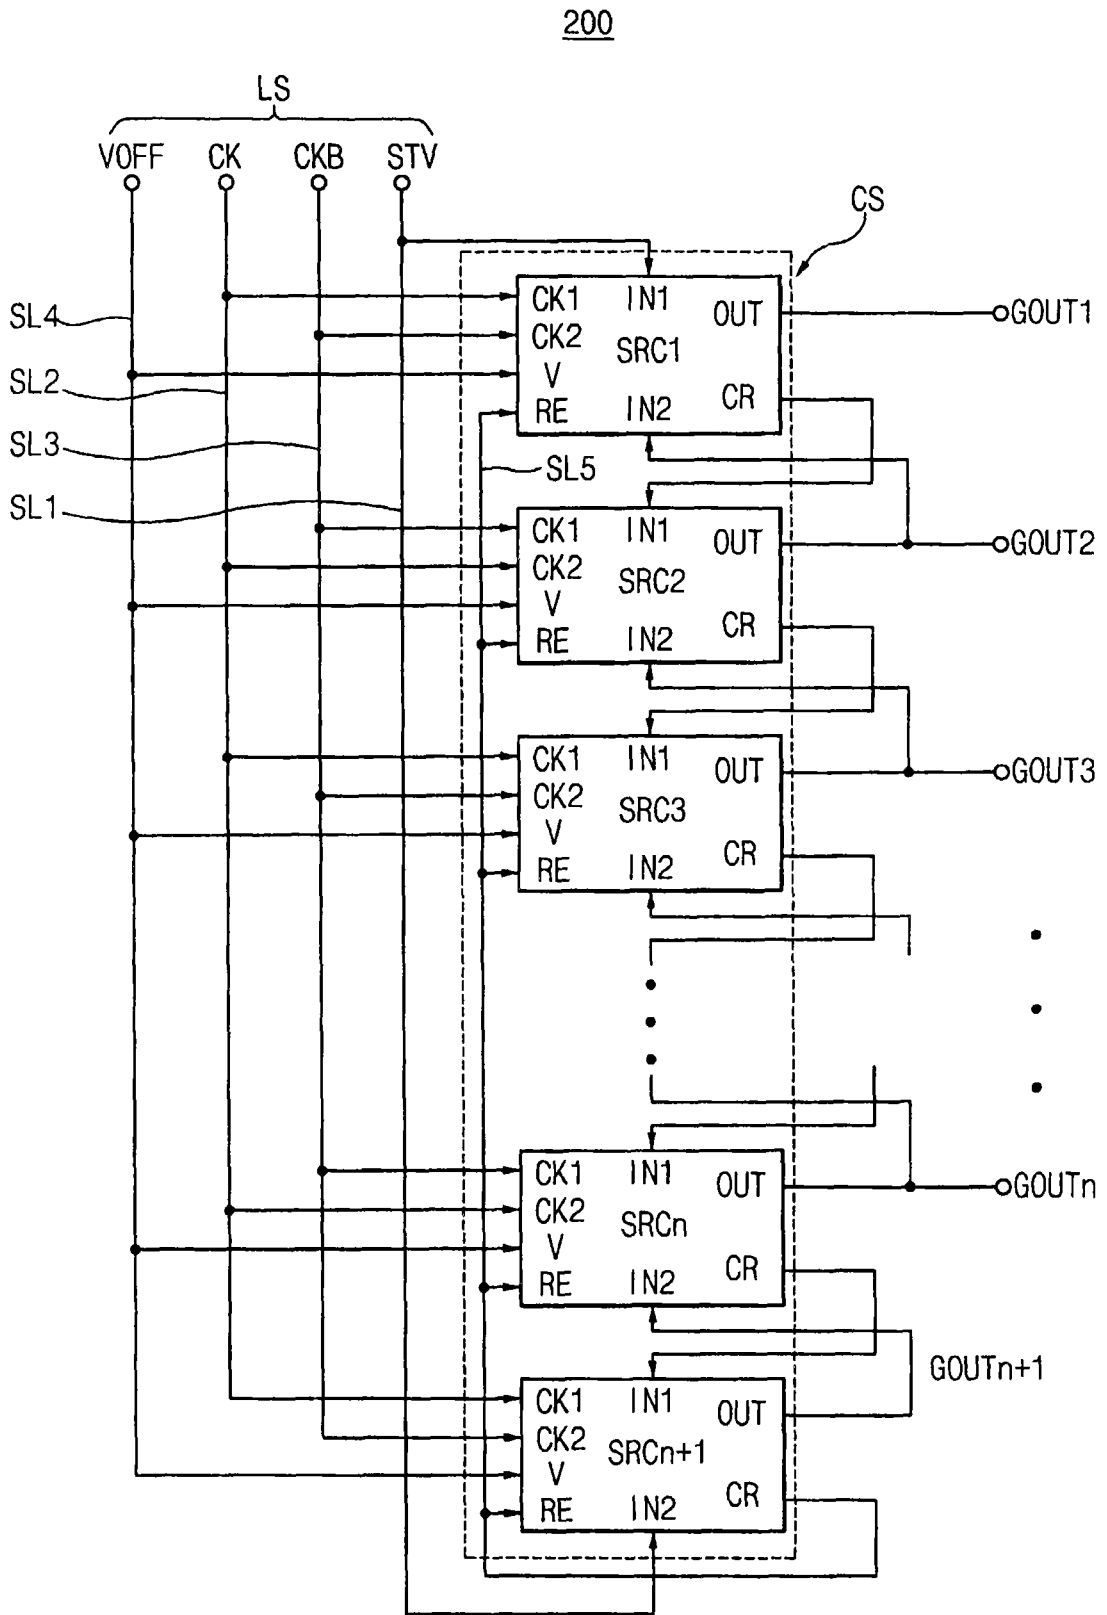 200
LS
VOFF CK CKB STV
CS
SL4
SL2
SL3
SL1
SL5
CK1 IN1 OUT GOUT1
CK2 SRC1
V
RE IN2 CR
CK1 IN1 OUT GOUT2
CK2 SRC2
V
RE IN2 CR
CK1 IN1 OUT GOUT3
CK2 SRC3
V
RE IN2 CR
CK1 IN1 OUT GOUTn
CK2 SRCn
V
RE IN2 CR
GOUTn+1
CK1 IN1 OUT
CK2 SRCn+1
V
RE IN2 CR